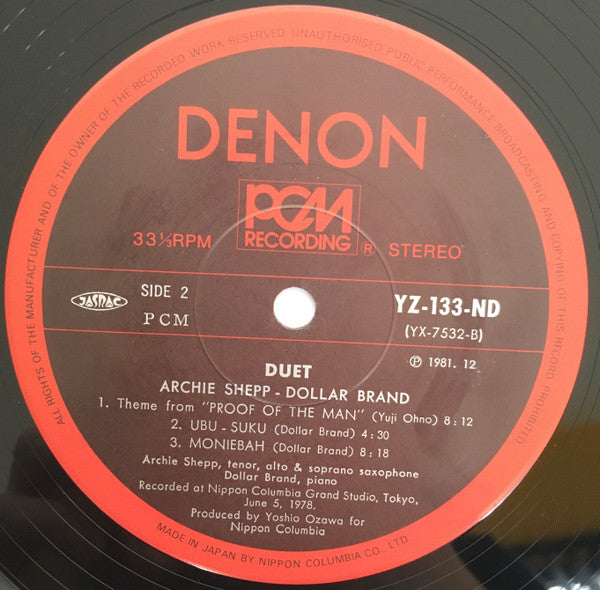 ALL RIGHTS OF THE MANUFACTURER AND OF THE OWNER OF THE RECORDED WORK RESERVED UNAUTHORISED PUBLIC PERFORMANCE BROADCASTING AND COPYING OF THIS RECORD PROHIBITED
DENON
PCM
RECORDING
33⅓RPM
® STEREO
JASRAC
SIDE 2
PCM
YZ-133-ND
(YX-7532-B)
Ⓟ 1981. 12
DUET
ARCHIE SHEPP - DOLLAR BRAND
1. Theme from "PROOF OF THE MAN" (Yuji Ohno) 8:12
2. UBU - SUKU (Dollar Brand) 4:30
3. MONIEBAH (Dollar Brand) 8:18
Archie Shepp, tenor, alto & soprano saxophone
Dollar Brand, piano
Recorded at Nippon Columbia Grand Studio, Tokyo,
June 5, 1978.
Produced by Yoshio Ozawa for
Nippon Columbia
MADE IN JAPAN BY NIPPON COLUMBIA CO., LTD.